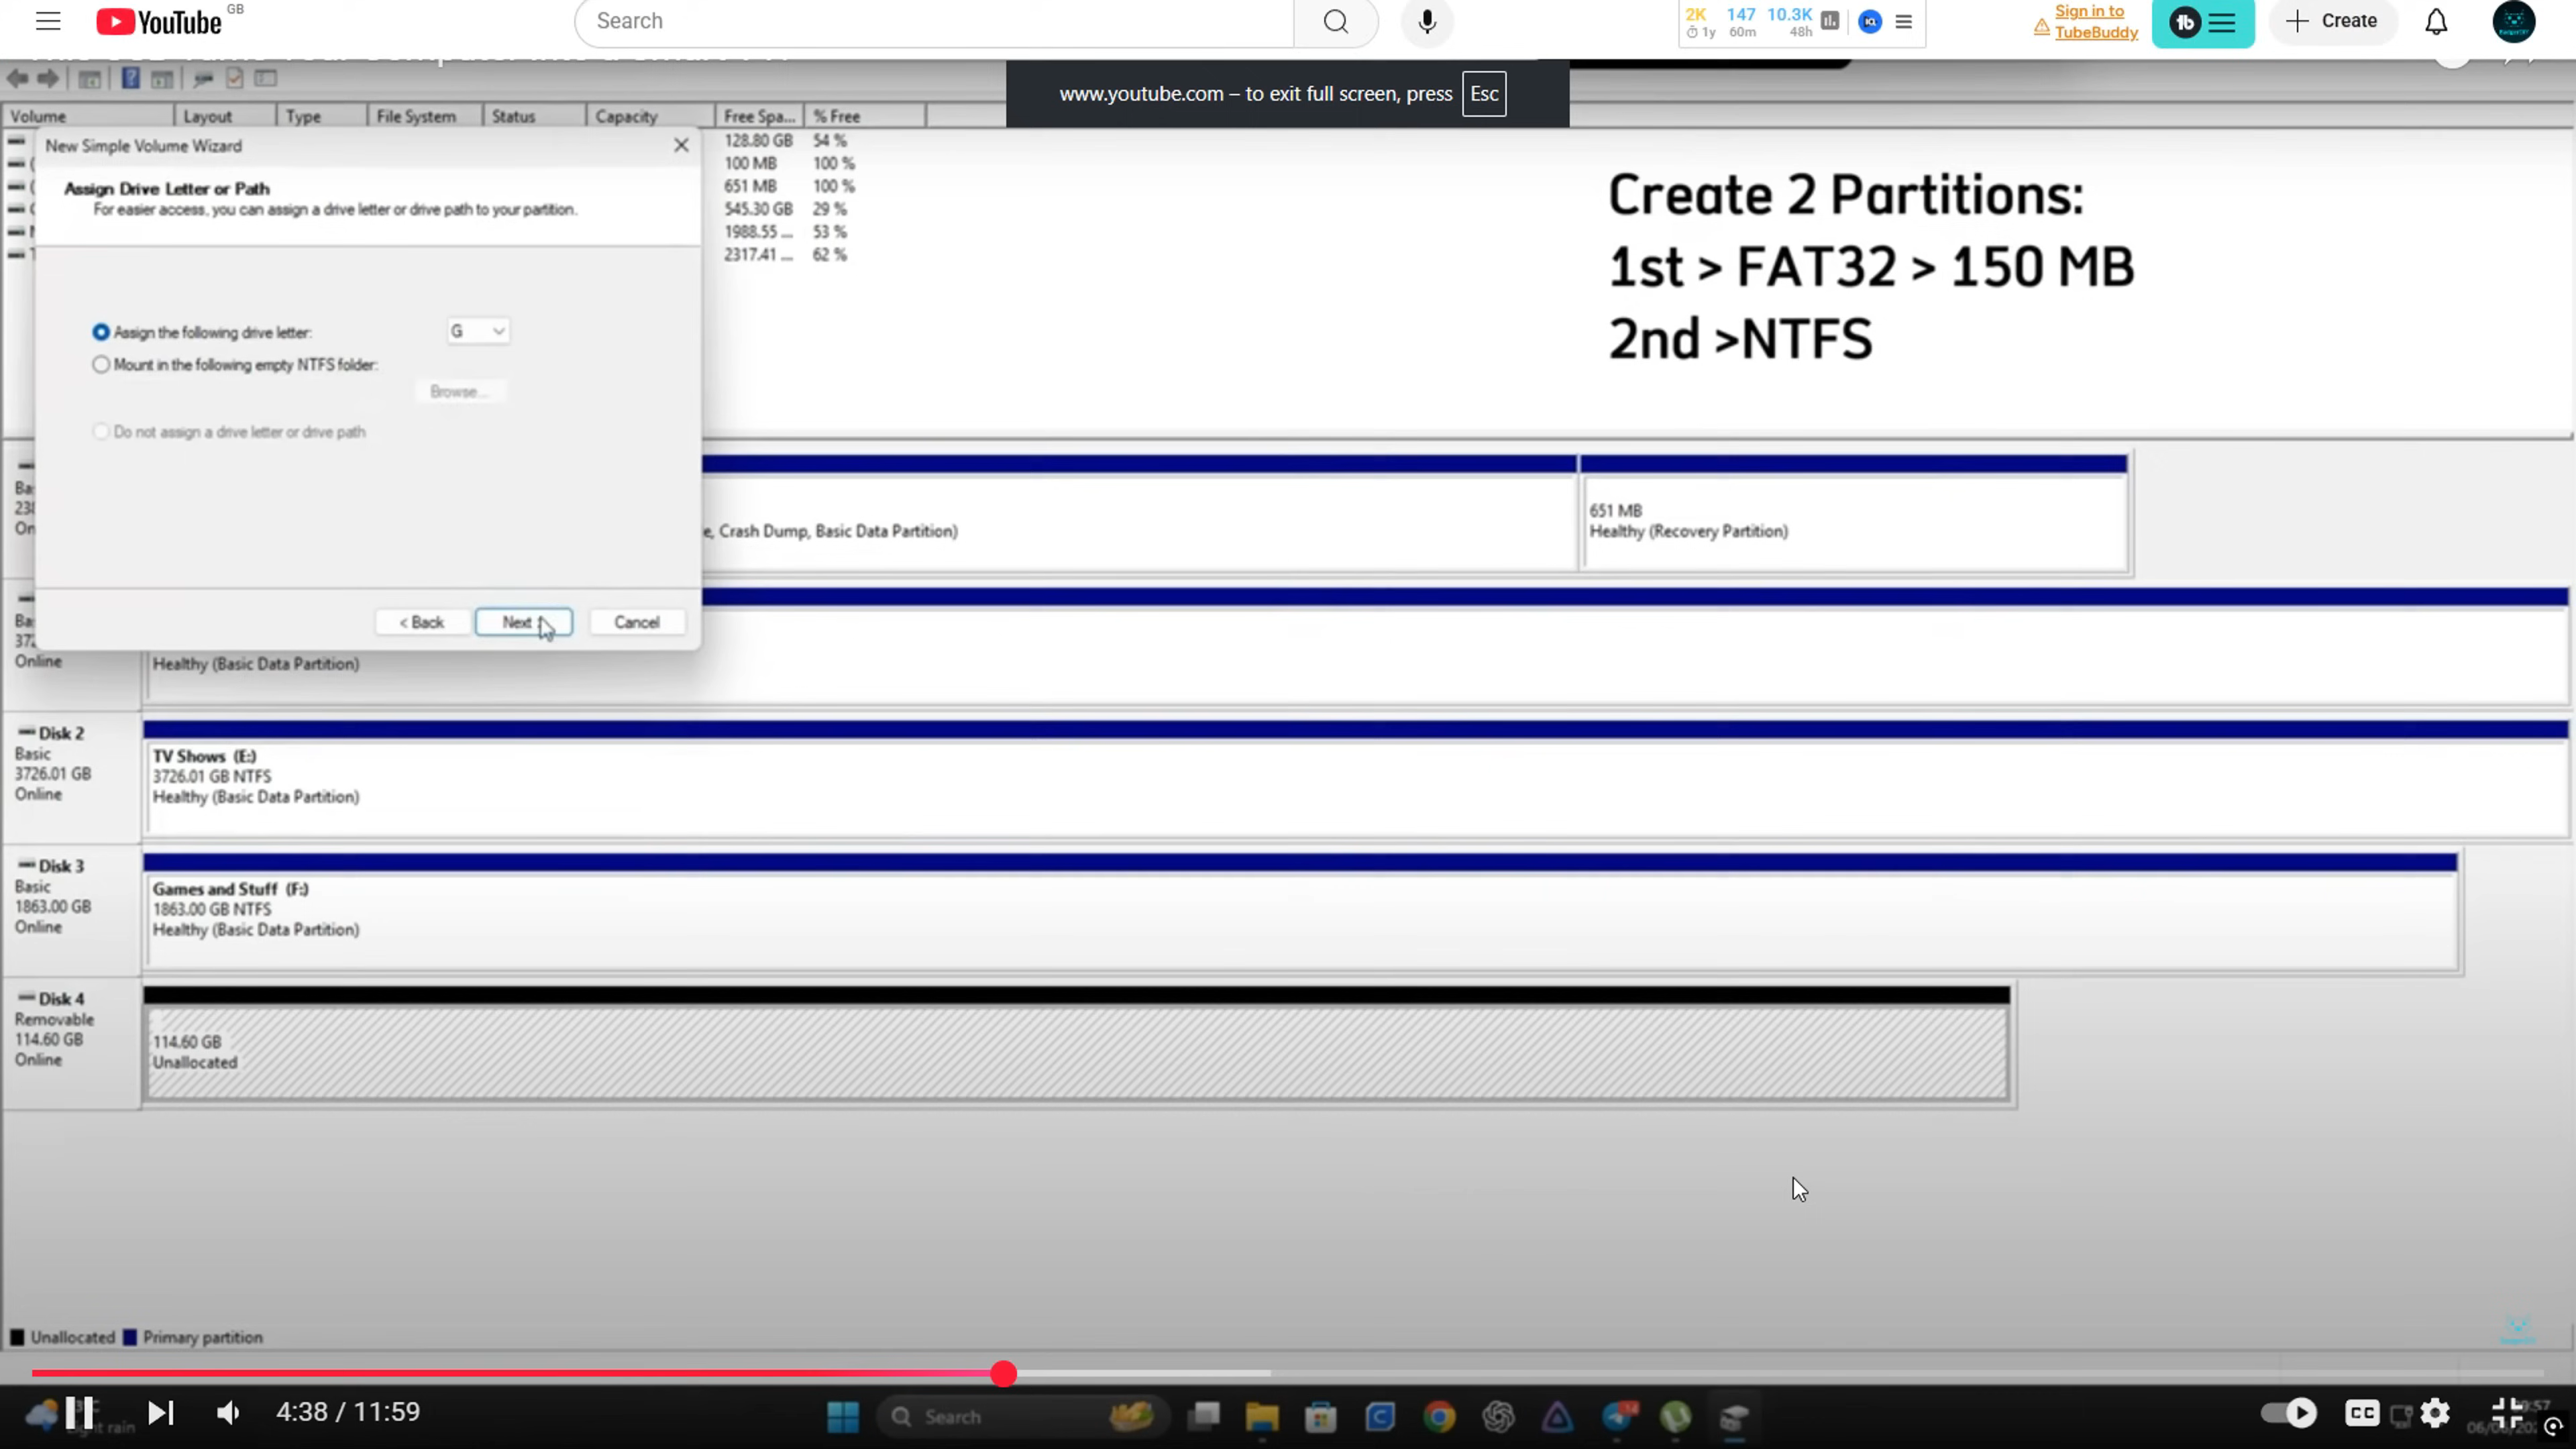 YouTube GB
Search
2K 147 10.3K
1y 60m 48h
Sign in to
TubeBuddy
Create
www.youtube.com – to exit full screen, press Esc
Volume Layout Type File System Status Capacity Free Spa... % Free
128.80 GB 54 %
100 MB 100 %
651 MB 100 %
545.30 GB 29 %
1988.55 ... 53 %
2317.41 ... 62 %
New Simple Volume Wizard
Assign Drive Letter or Path
For easier access, you can assign a drive letter or drive path to your partition.
Assign the following drive letter: G
Mount in the following empty NTFS folder:
Browse...
Do not assign a drive letter or drive path
< Back Next Cancel
Create 2 Partitions:
1st > FAT32 > 150 MB
2nd >NTFS
e, Crash Dump, Basic Data Partition)
651 MB
Healthy (Recovery Partition)
Online
Healthy (Basic Data Partition)
Disk 2
Basic
3726.01 GB
Online
TV Shows (E:)
3726.01 GB NTFS
Healthy (Basic Data Partition)
Disk 3
Basic
1863.00 GB
Online
Games and Stuff (F:)
1863.00 GB NTFS
Healthy (Basic Data Partition)
Disk 4
Removable
114.60 GB
Online
114.60 GB
Unallocated
Unallocated Primary partition
4:38 / 11:59
Search
CC